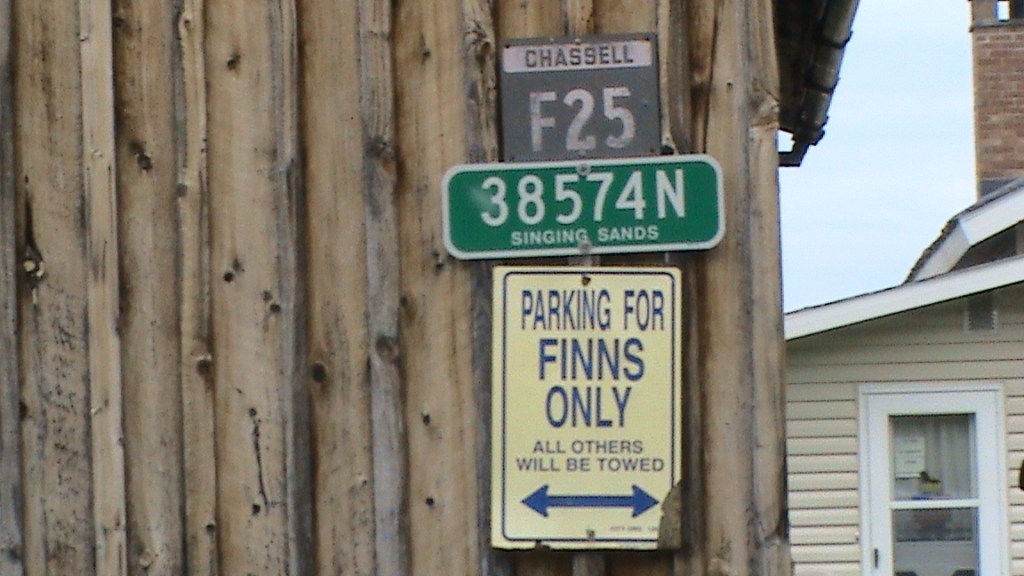 CHASSELL
F25
38574N
SINGING SANDS
PARKING FOR
FINNS
ONLY
ALL OTHERS
WILL BE TOWED